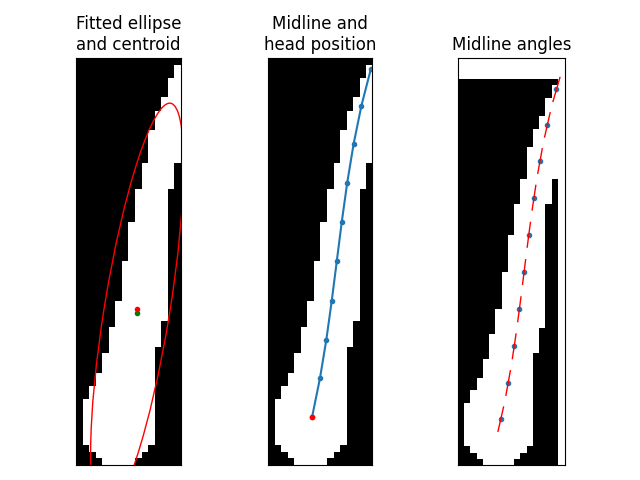 Fitted ellipse
and centroid
Midline and
head position
Midline angles